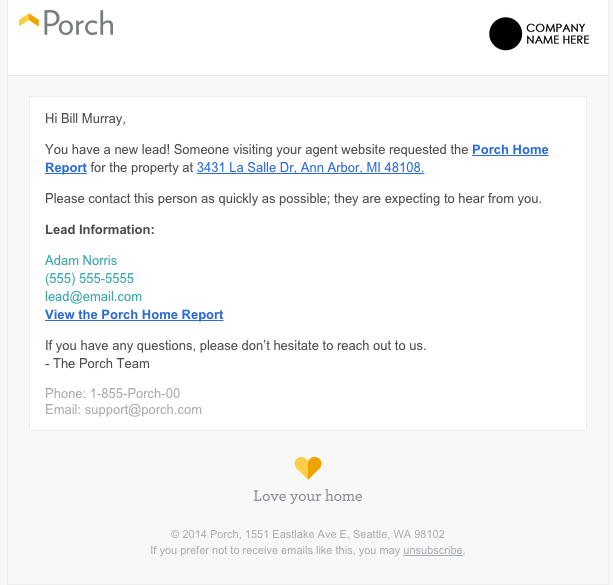 Porch
COMPANY
NAME HERE
Hi Bill Murray,
You have a new lead! Someone visiting your agent website requested the Porch Home
Report for the property at 3431 La Salle Dr, Ann Arbor, MI 48108.
Please contact this person as quickly as possible; they are expecting to hear from you.
Lead Information:
Adam Norris
(555) 555-5555
lead@email.com
View the Porch Home Report
If you have any questions, please don’t hesitate to reach out to us.
- The Porch Team
Phone: 1-855-Porch-00
Email: support@porch.com
Love your home
© 2014 Porch, 1551 Eastlake Ave E, Seattle, WA 98102
If you prefer not to receive emails like this, you may unsubscribe.